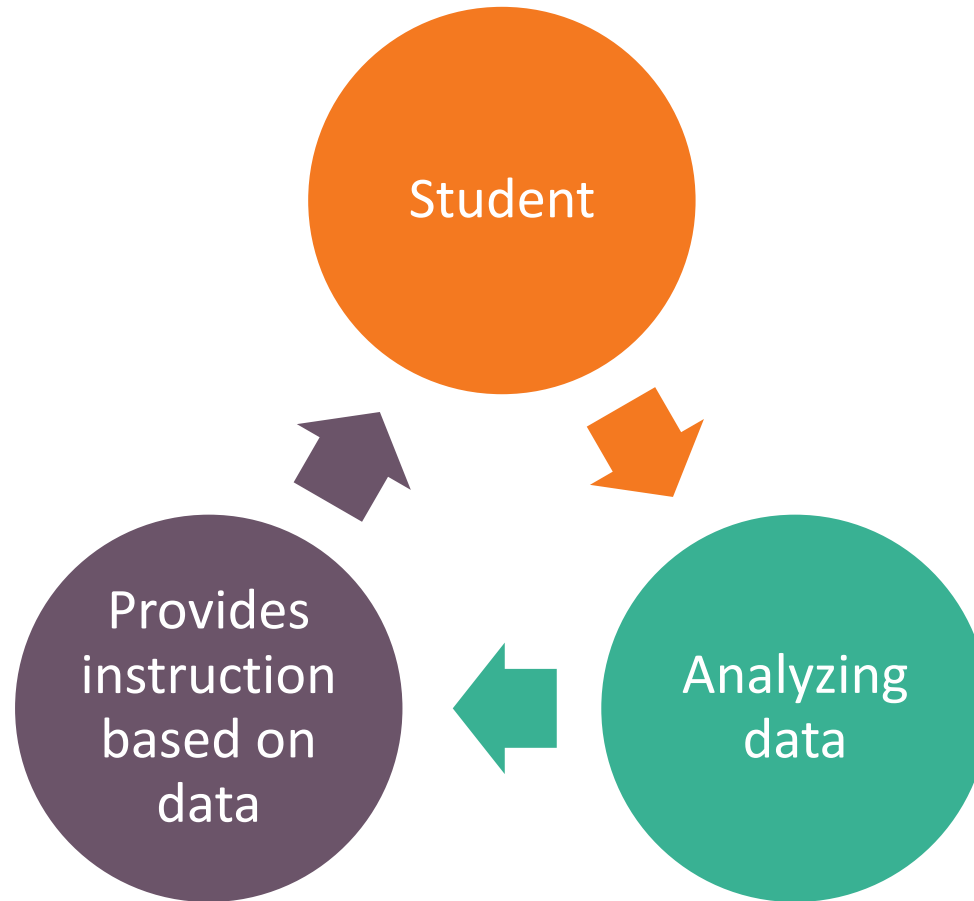 Student
Analyzing
data
Provides
instruction
based on
data